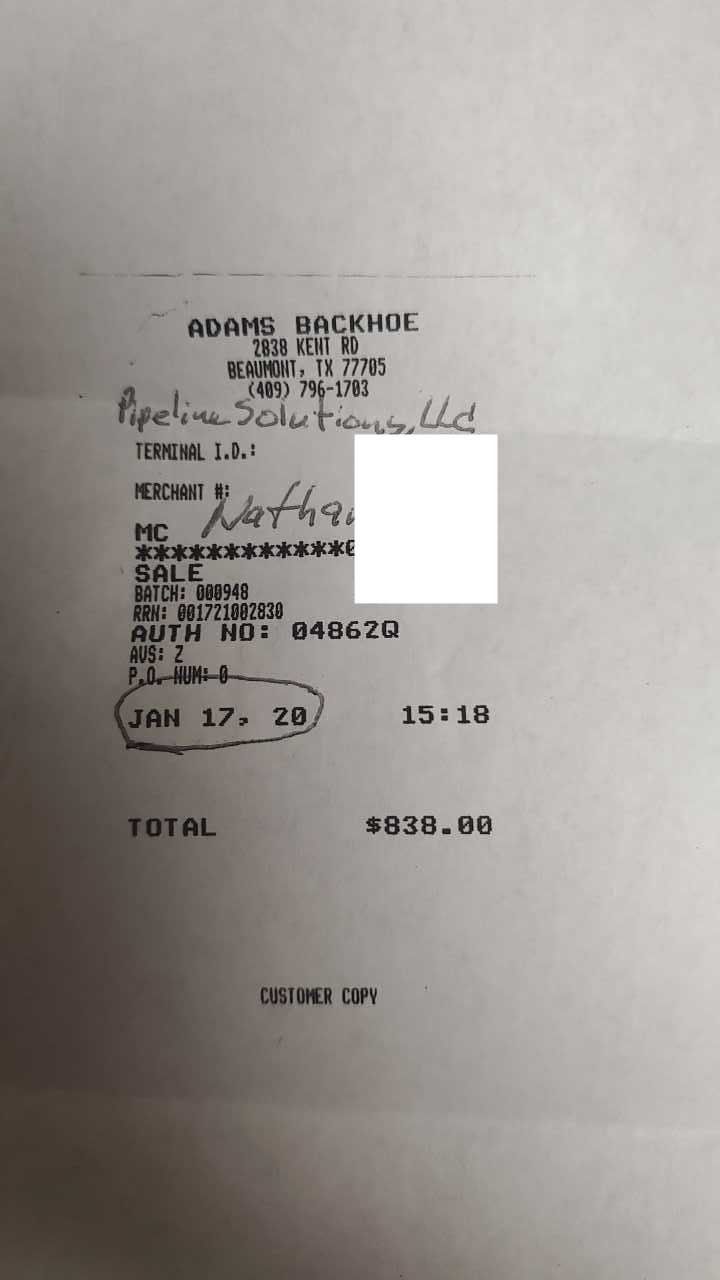 ADAMS BACKHOE
2838 KENT RD
BEAUMONT, TX 77705
(409) 796-1703
Pipeline Solutions, LLC
TERMINAL I.D.:
MERCHANT #:
MC
************0
SALE
BATCH: 000948
RRN: 001721002830
AUTH NO: 04862Q
AVS: Z
P.O. NUM: 0
JAN 17, 20 15:18
TOTAL $838.00
CUSTOMER COPY